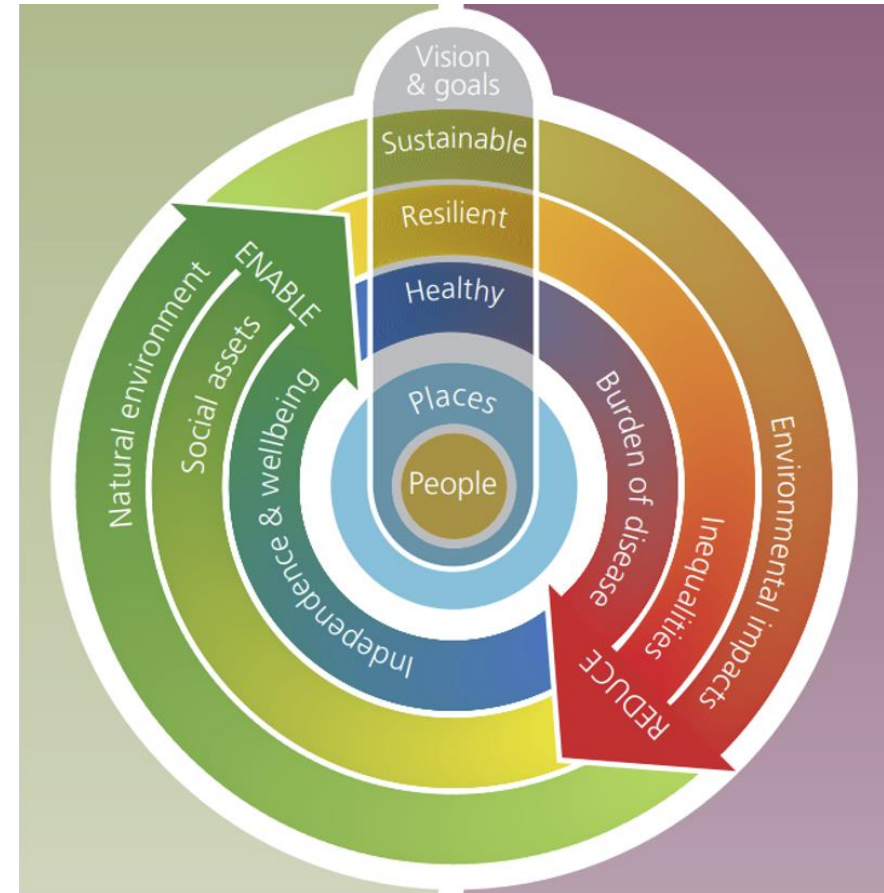 Vision
& goals
Sustainable
Resilient
Healthy
Places
People
ENABLE
Natural environment
Social assets
Independence & wellbeing
Burden of disease
Inequalities
Environmental impacts
REDUCE